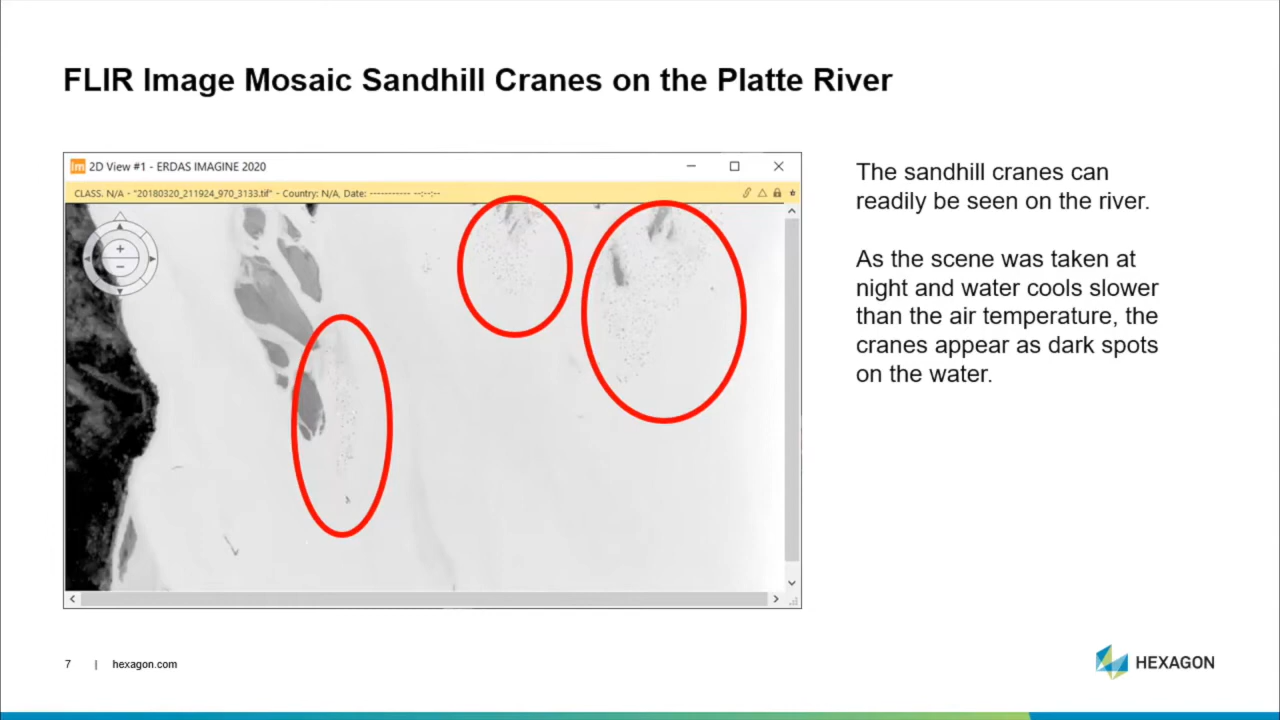 FLIR Image Mosaic Sandhill Cranes on the Platte River
Im 2D View #1 - ERDAS IMAGINE 2020
CLASS. N/A - "20180320_211924_970_3133.tif" - Country: N/A, Date: ----------- --:--:--
The sandhill cranes can
readily be seen on the river.
As the scene was taken at
night and water cools slower
than the air temperature, the
cranes appear as dark spots
on the water.
7 | hexagon.com
HEXAGON